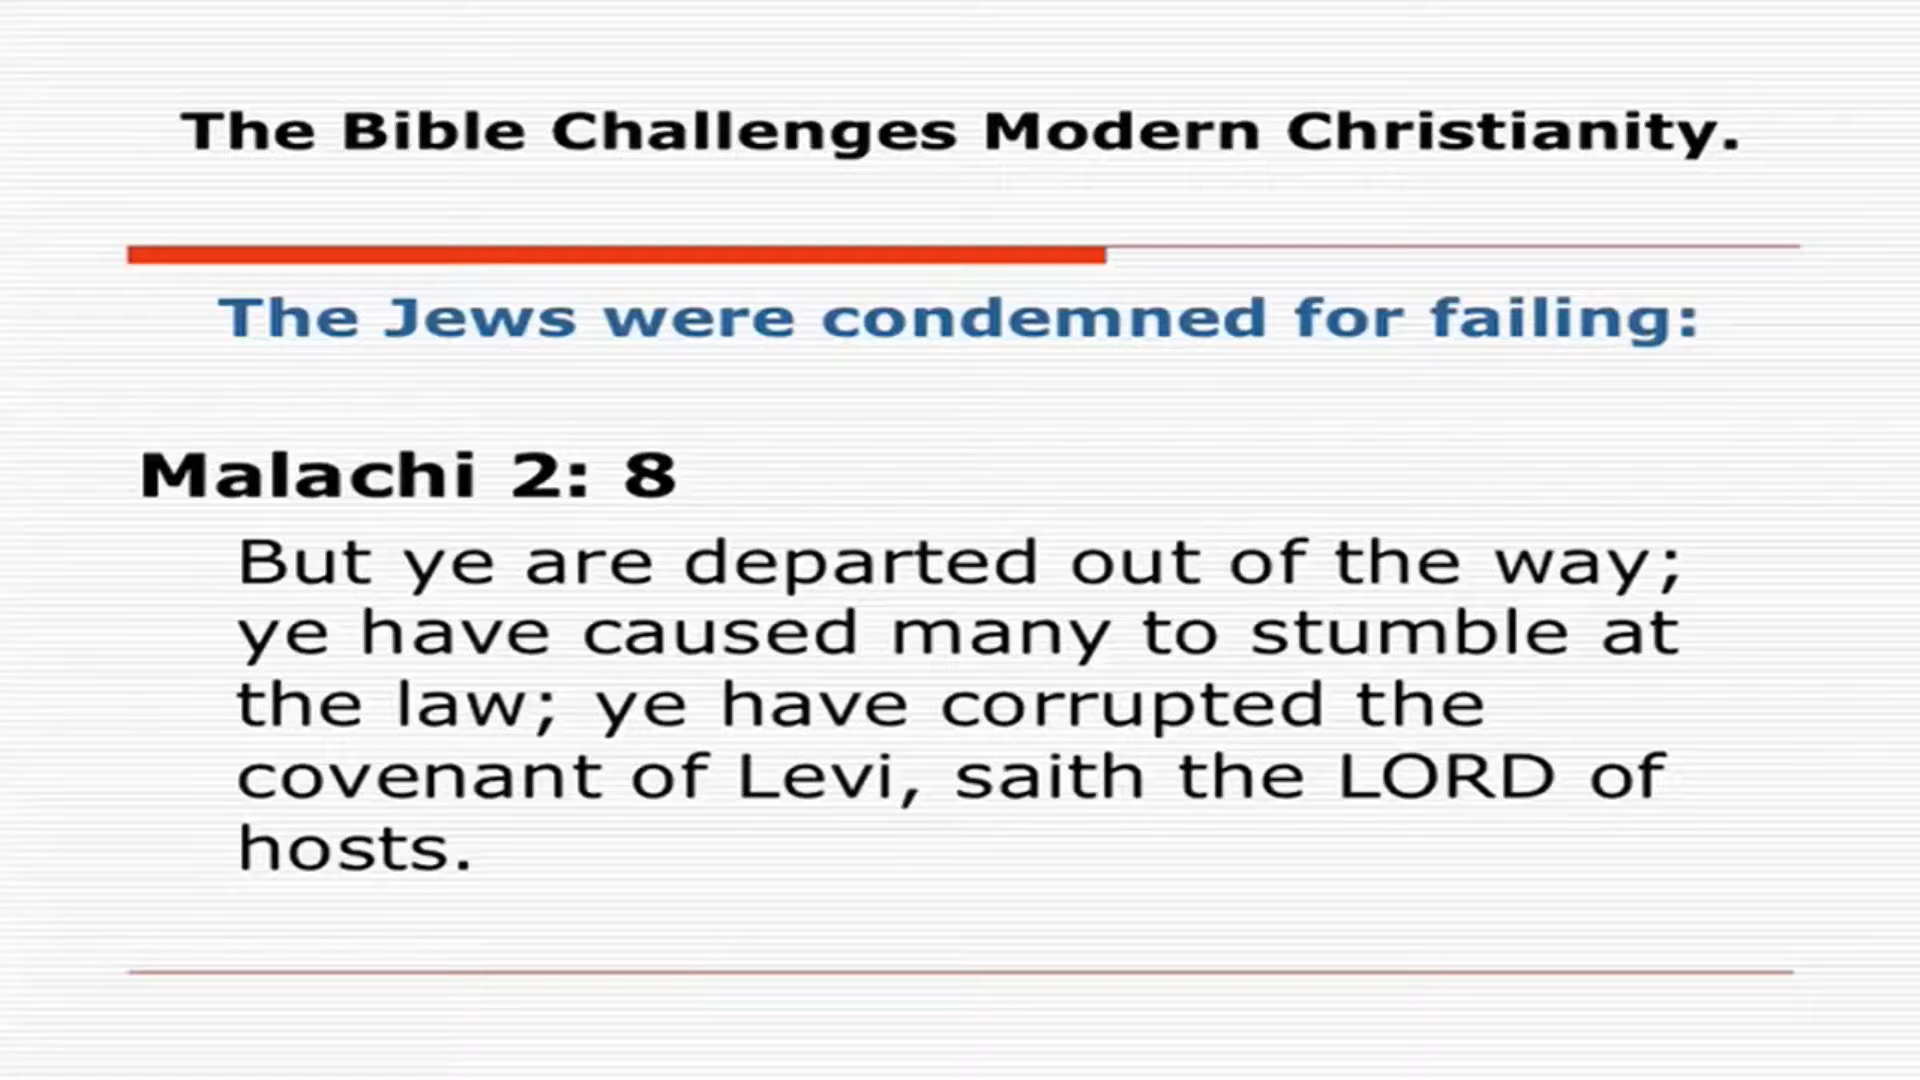 The Bible Challenges Modern Christianity.
The Jews were condemned for failing:
Malachi 2: 8
But ye are departed out of the way;
ye have caused many to stumble at
the law; ye have corrupted the
covenant of Levi, saith the LORD of
hosts.